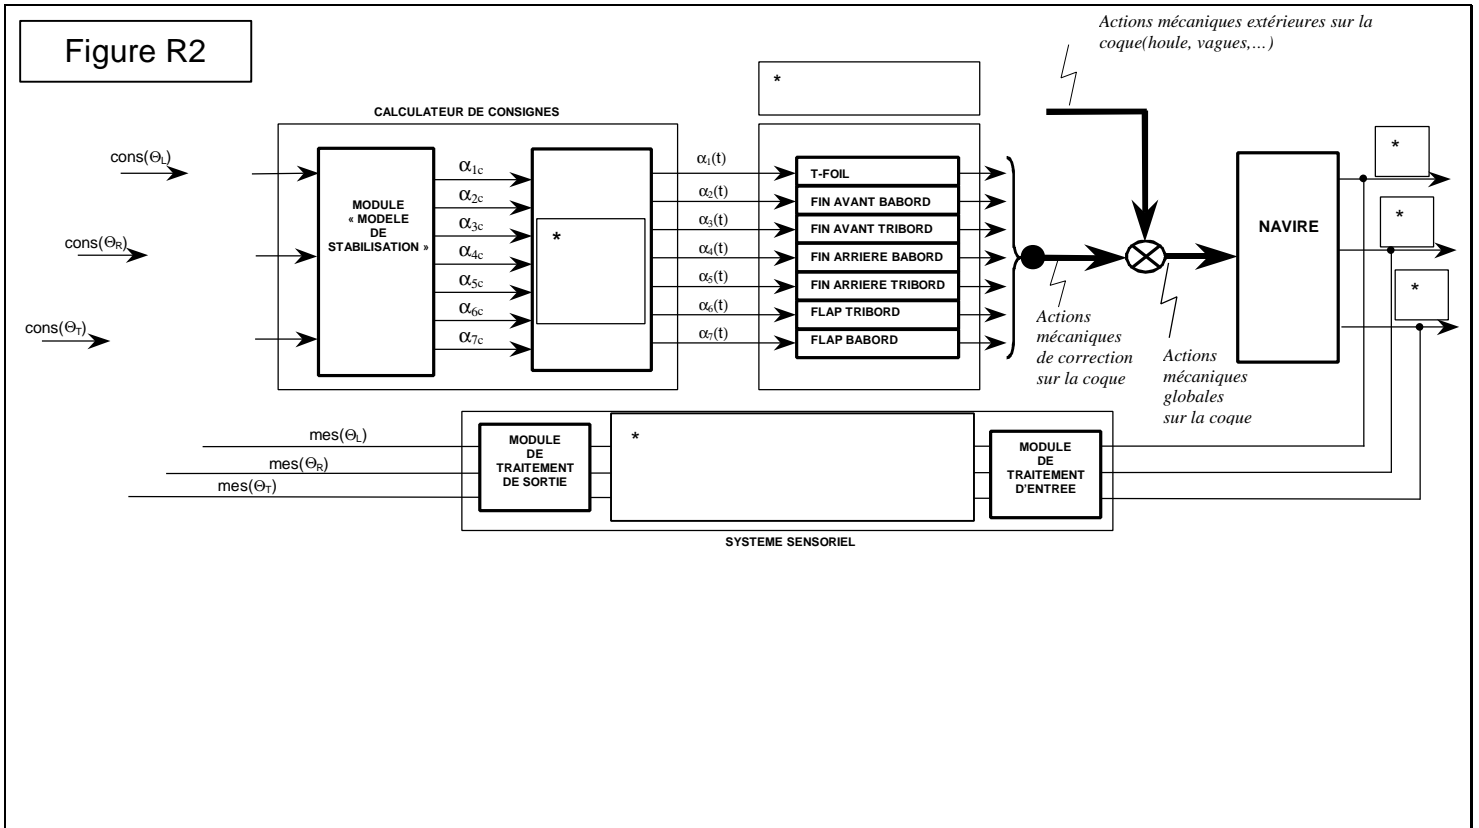 Figure R2
Actions mécaniques extérieures sur la
coque(houle, vagues,…)
*
CALCULATEUR DE CONSIGNES
cons(ΘL)
cons(ΘR)
cons(ΘT)
MODULE
« MODELE
DE
STABILISATION »
α1c
α2c
α3c
α4c
α5c
α6c
α7c
*
α1(t)
α2(t)
α3(t)
α4(t)
α5(t)
α6(t)
α7(t)
T-FOIL
FIN AVANT BABORD
FIN AVANT TRIBORD
FIN ARRIERE BABORD
FIN ARRIERE TRIBORD
FLAP TRIBORD
FLAP BABORD
Actions
mécaniques
de correction
sur la coque
Actions
mécaniques
globales
sur la coque
NAVIRE
*
*
*
mes(ΘL)
mes(ΘR)
mes(ΘT)
MODULE
DE
TRAITEMENT
DE SORTIE
*
MODULE
DE
TRAITEMENT
D'ENTREE
SYSTEME SENSORIEL